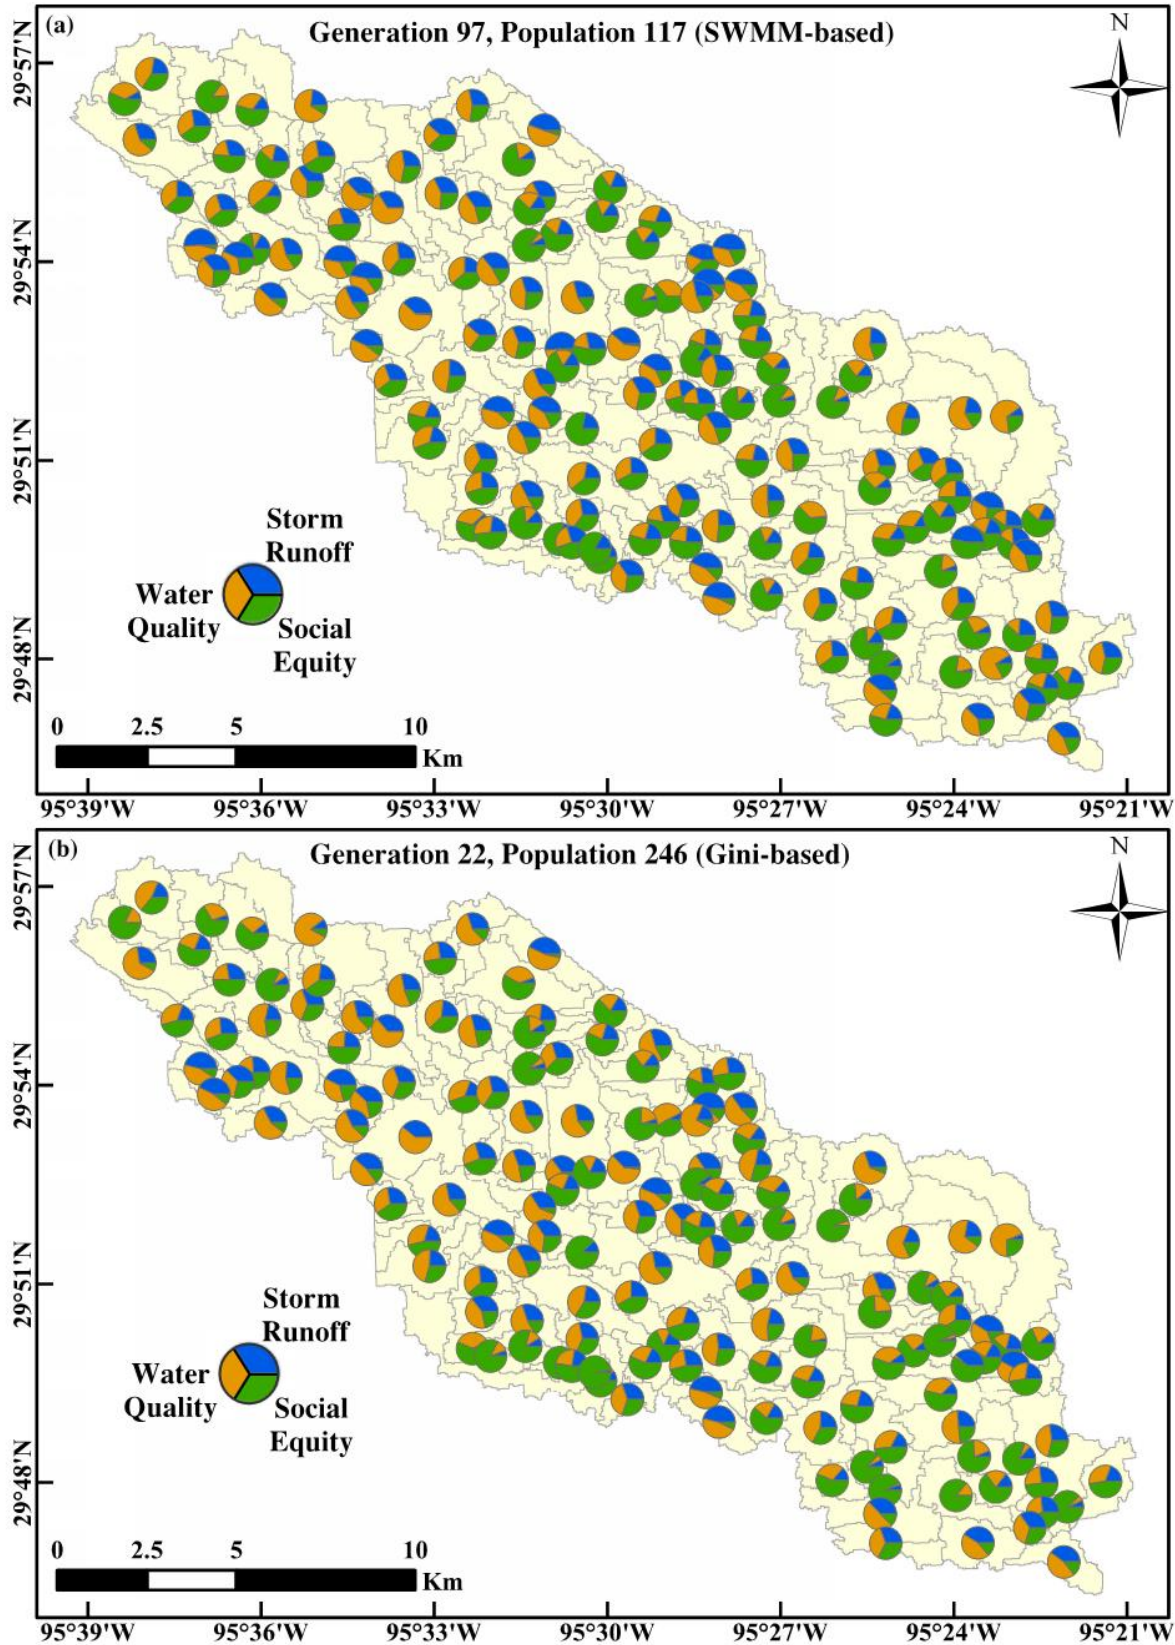 (a)
Generation 97, Population 117 (SWMM-based)
N
29°57'N
29°54'N
29°51'N
29°48'N
Storm
Runoff
Water
Quality
Social
Equity
0 2.5 5 10
Km
95°39'W 95°36'W 95°33'W 95°30'W 95°27'W 95°24'W 95°21'W
(b)
Generation 22, Population 246 (Gini-based)
N
29°57'N
29°54'N
29°51'N
29°48'N
Storm
Runoff
Water
Quality
Social
Equity
0 2.5 5 10
Km
95°39'W 95°36'W 95°33'W 95°30'W 95°27'W 95°24'W 95°21'W